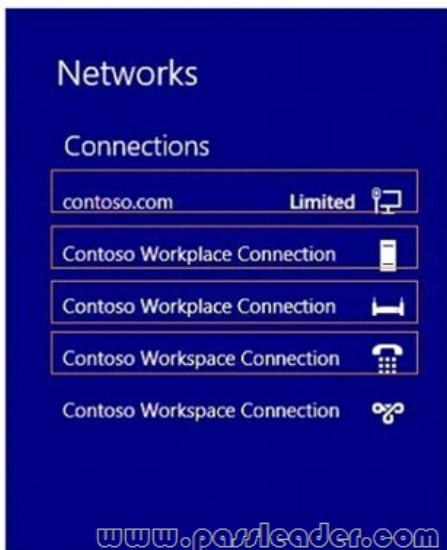 Networks
Connections
contoso.com Limited
Contoso Workplace Connection
Contoso Workplace Connection
Contoso Workspace Connection
Contoso Workspace Connection
www.passleader.com